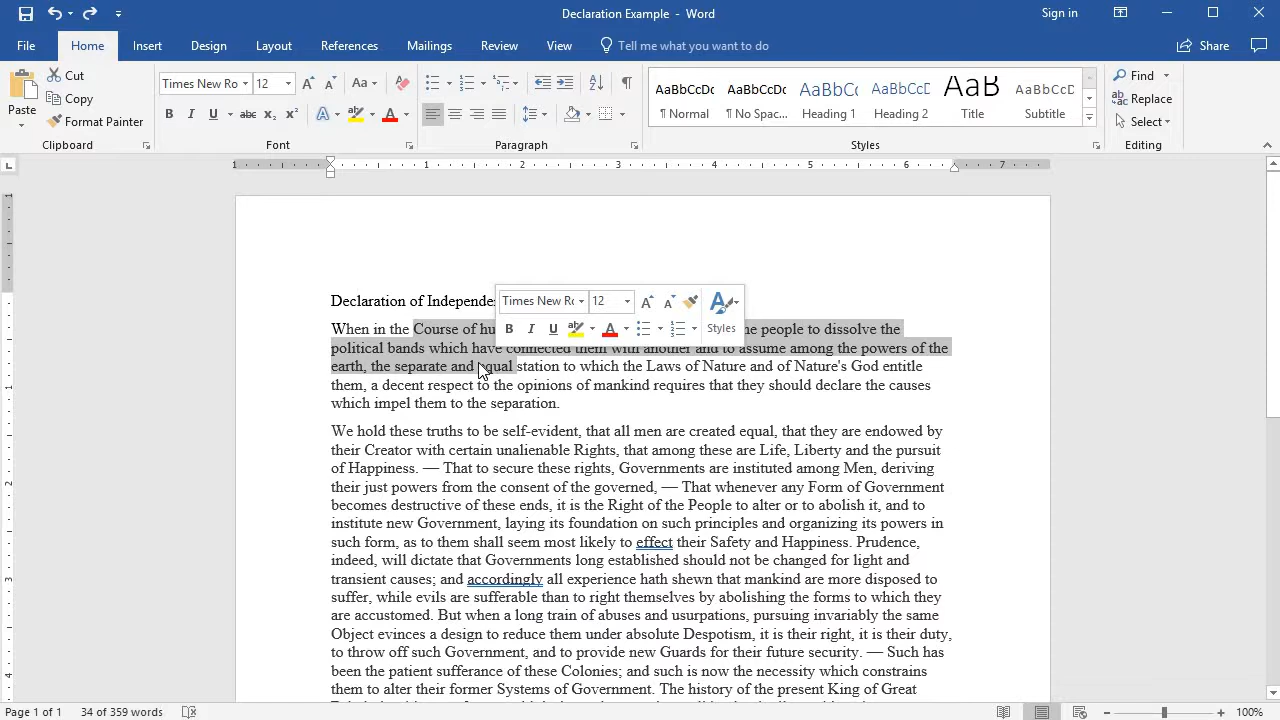 Declaration Example - Word
Sign in
File Home Insert Design Layout References Mailings Review View Tell me what you want to do Share
Paste
Cut
Copy
Format Painter
Clipboard
Times New Ro 12
Aa
B I U abc x₂ x²
A A
Font
Paragraph
AaBbCcDc AaBbCcDc AaBbCc AaBbCcD AaB AaBbCcD
¶ Normal ¶ No Spac... Heading 1 Heading 2 Title Subtitle
Styles
Find
Replace
Select
Editing
1 1 2 3 4 5 6 7
Declaration of Independe
Times New Ro 12
B I U A Styles
When in the Course of hu ne people to dissolve the
political bands which have connected them with another and to assume among the powers of the
earth, the separate and equal station to which the Laws of Nature and of Nature's God entitle
them, a decent respect to the opinions of mankind requires that they should declare the causes
which impel them to the separation.
We hold these truths to be self-evident, that all men are created equal, that they are endowed by
their Creator with certain unalienable Rights, that among these are Life, Liberty and the pursuit
of Happiness. — That to secure these rights, Governments are instituted among Men, deriving
their just powers from the consent of the governed, — That whenever any Form of Government
becomes destructive of these ends, it is the Right of the People to alter or to abolish it, and to
institute new Government, laying its foundation on such principles and organizing its powers in
such form, as to them shall seem most likely to effect their Safety and Happiness. Prudence,
indeed, will dictate that Governments long established should not be changed for light and
transient causes; and accordingly all experience hath shewn that mankind are more disposed to
suffer, while evils are sufferable than to right themselves by abolishing the forms to which they
are accustomed. But when a long train of abuses and usurpations, pursuing invariably the same
Object evinces a design to reduce them under absolute Despotism, it is their right, it is their duty,
to throw off such Government, and to provide new Guards for their future security. — Such has
been the patient sufferance of these Colonies; and such is now the necessity which constrains
them to alter their former Systems of Government. The history of the present King of Great
Page 1 of 1 34 of 359 words 100%